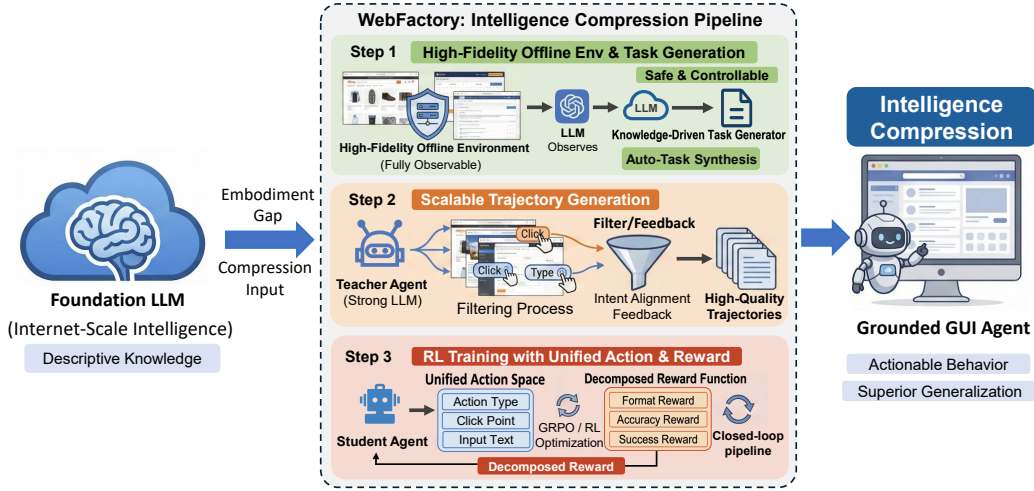 WebFactory: Intelligence Compression Pipeline
Step 1
High-Fidelity Offline Env & Task Generation
Safe & Controllable
LLM
High-Fidelity Offline Environment
(Fully Observable)
LLM
Observes
Knowledge-Driven Task Generator
Auto-Task Synthesis
Foundation LLM
(Internet-Scale Intelligence)
Descriptive Knowledge
Embodiment
Gap
Compression
Input
Step 2
Scalable Trajectory Generation
Teacher Agent
(Strong LLM)
Click
Click
Type
Filtering Process
Filter/Feedback
Intent Alignment
Feedback
High-Quality
Trajectories
Step 3
RL Training with Unified Action & Reward
Student Agent
Unified Action Space
Action Type
Click Point
Input Text
GRPO / RL
Optimization
Decomposed Reward Function
Format Reward
Accuracy Reward
Success Reward
Closed-loop
pipeline
Decomposed Reward
Intelligence
Compression
Grounded GUI Agent
Actionable Behavior
Superior Generalization